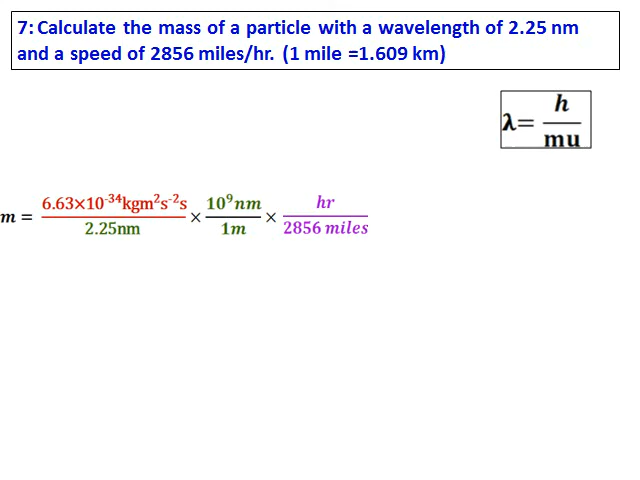 7: Calculate the mass of a particle with a wavelength of 2.25 nm
and a speed of 2856 miles/hr. (1 mile =1.609 km)
λ= h/mu
m = 6.63×10⁻³⁴kgm²s⁻²s/2.25nm × 10⁹nm/1m × hr/2856 miles